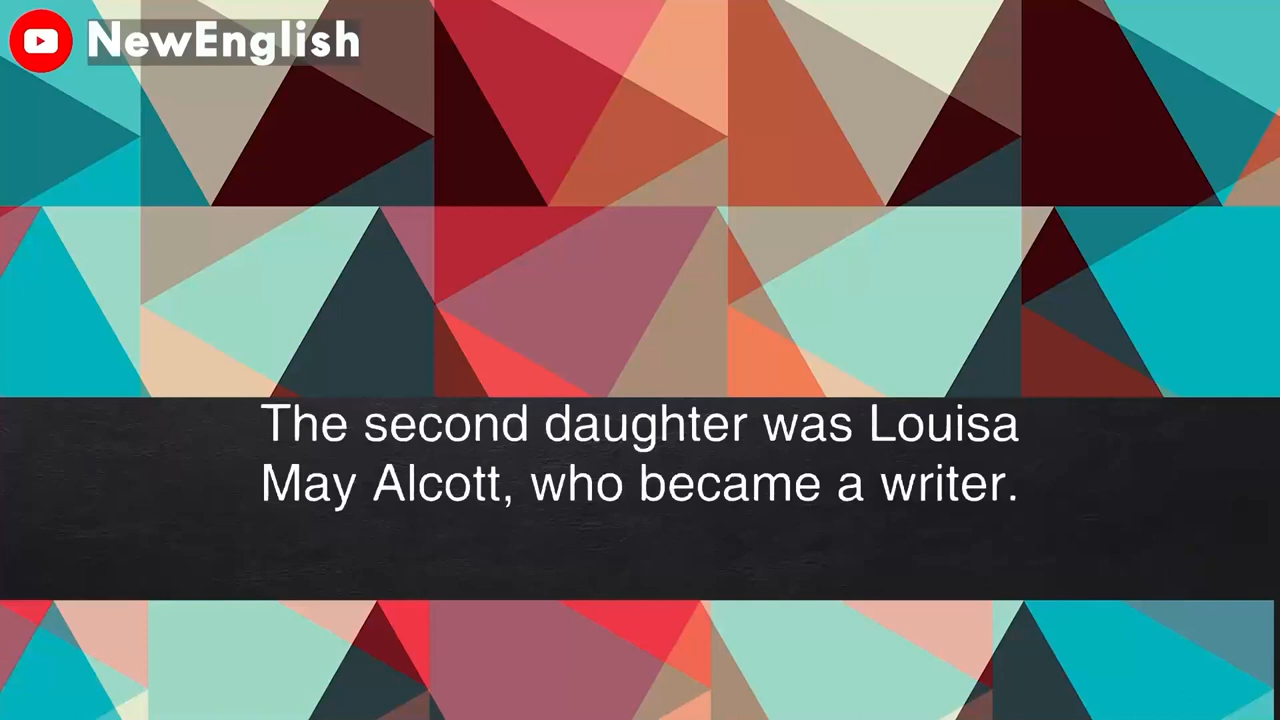 NewEnglish
The second daughter was Louisa
May Alcott, who became a writer.